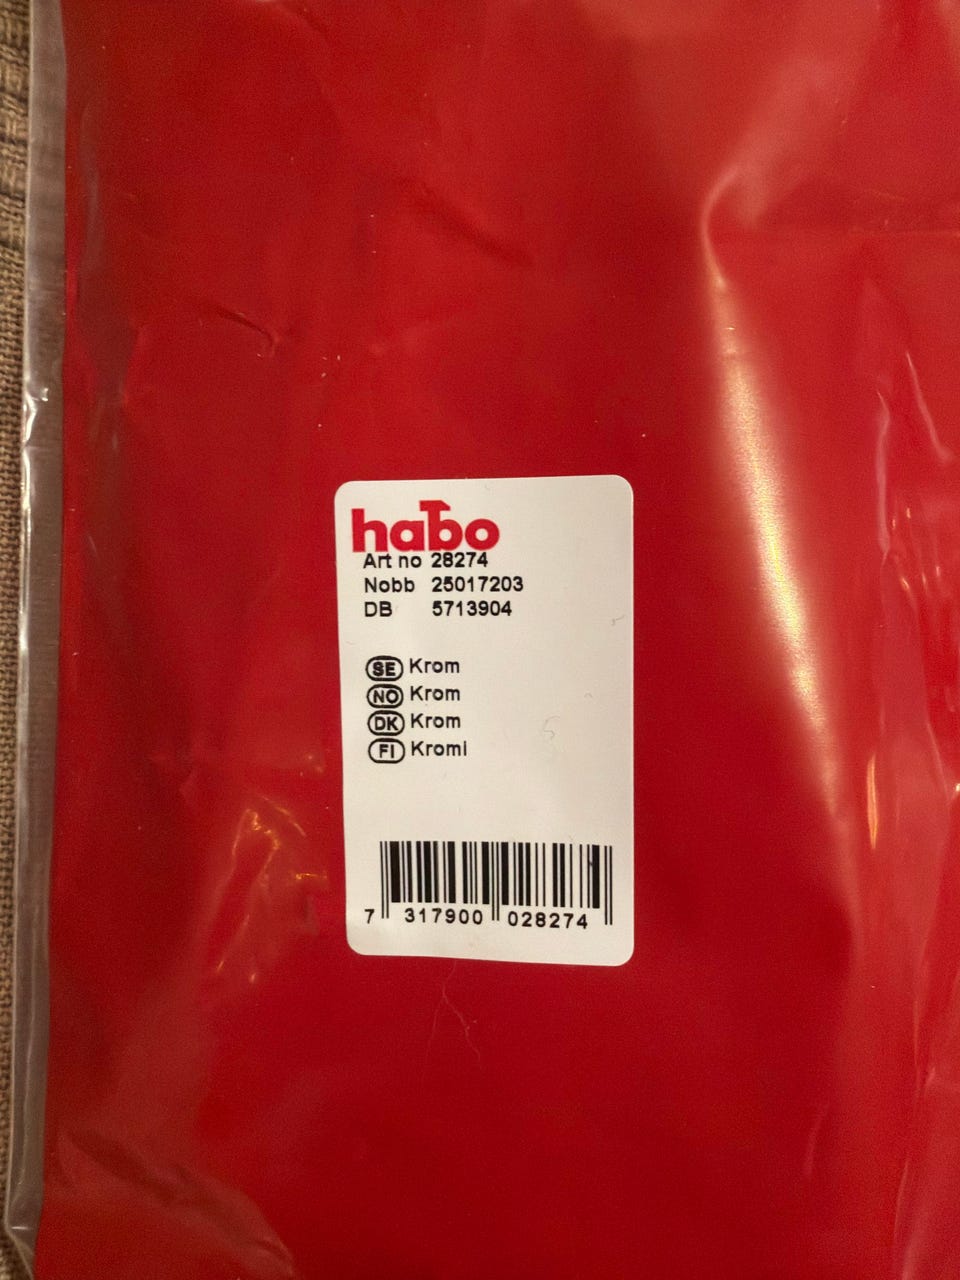 habo
Art no 28274
Nobb 25017203
DB 5713904
SE Krom
NO Krom
DK Krom
FI Kromi
7 317900 028274